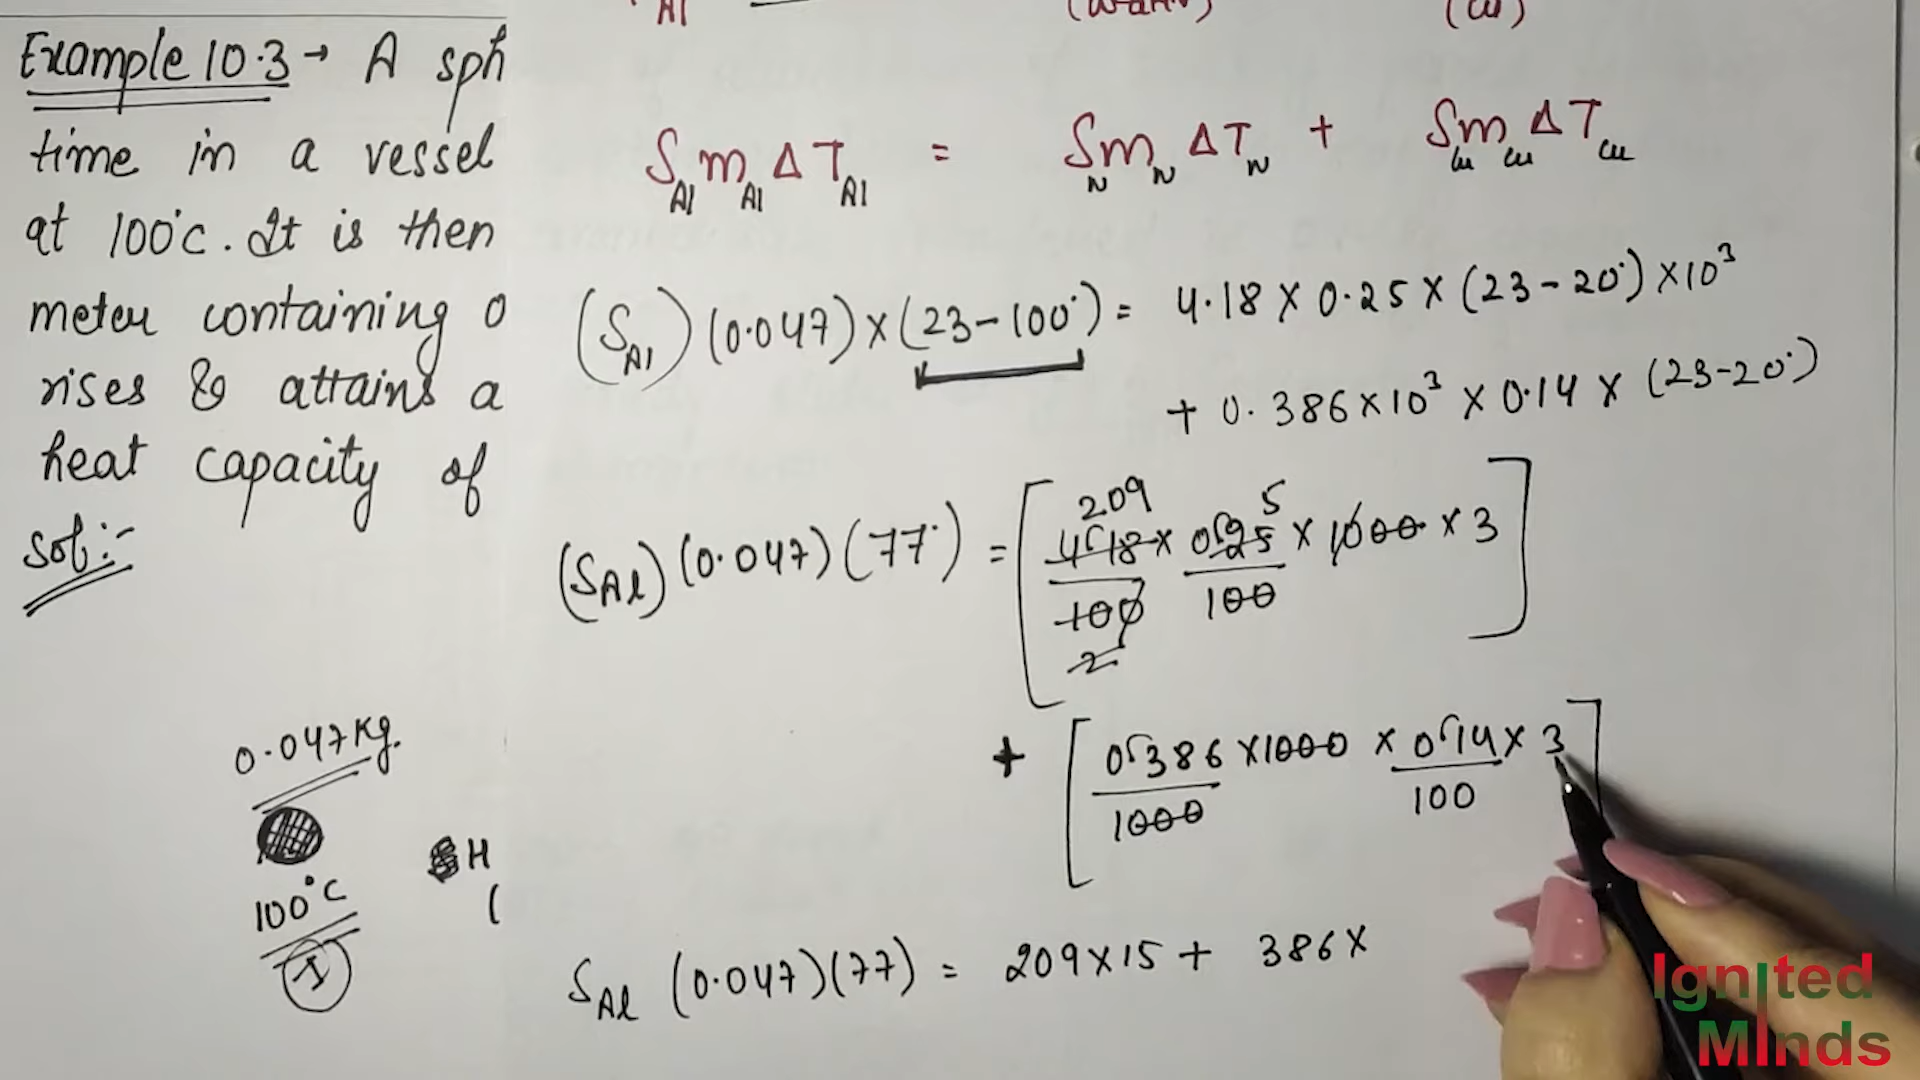 Example 10.3 → A sph
time in a vessel
at 100°c. It is then
meter containing 0
rises & attains a
heat capacity of
Sol:-
0.047 Kg.
100°C
I
H
(
Al
(water)
(cu)
S_Al m_Al ΔT_Al = S_w m_w ΔT_w + S_cu m_cu ΔT_cu
(S_Al) (0.047) × (23-100°) = 4.18 × 0.25 × (23-20°) × 10³
+ 0.386 × 10³ × 0.14 × (23-20°)
209 5
(S_Al) (0.047) (77°) = [ 4.18 × 0.25 × 1000 × 3 ]
100 100
2
+ [ 0.386 × 1000 × 0.14 × 3 ]
1000 100
S_Al (0.047) (77) = 209 × 15 + 386 ×
Ignited
Minds